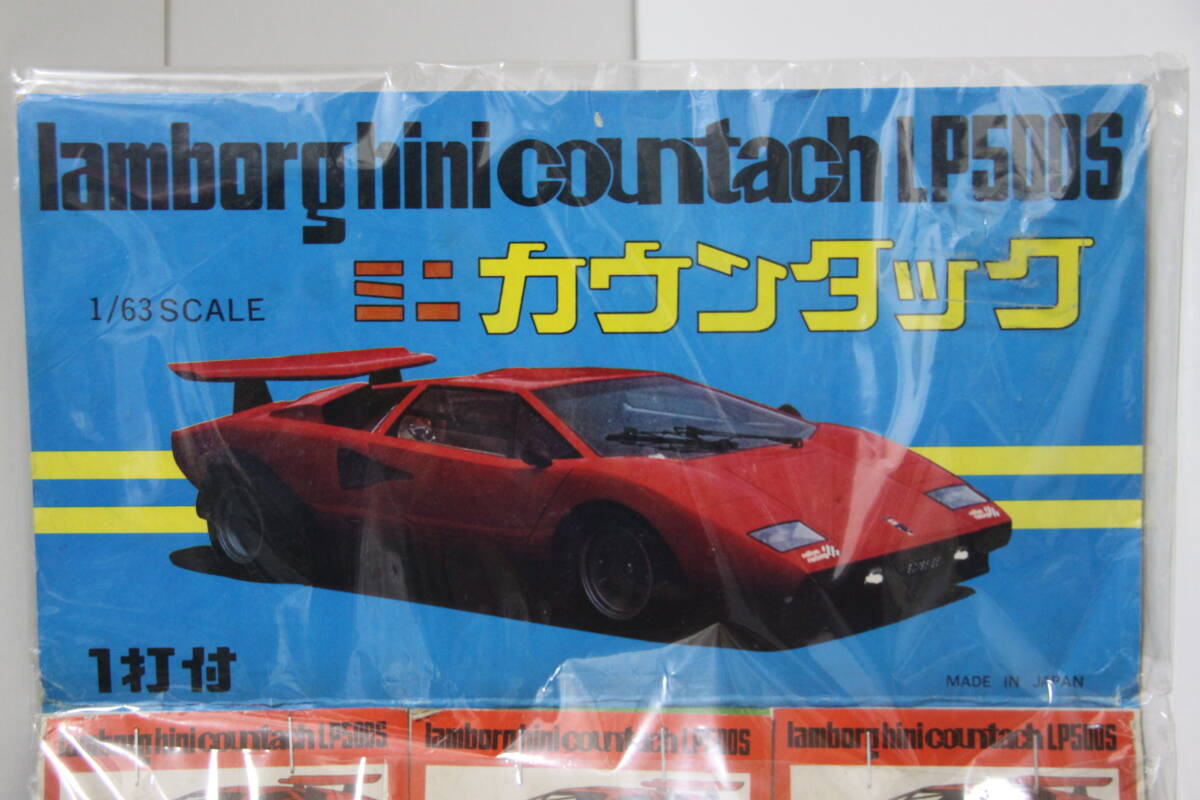 lamborghini countach LP500S
ミニ カウンタック
1/63 SCALE
1打付
MADE IN JAPAN
lamborghini countach LP500S
lamborghini countach LP500S
lamborghini countach LP500S